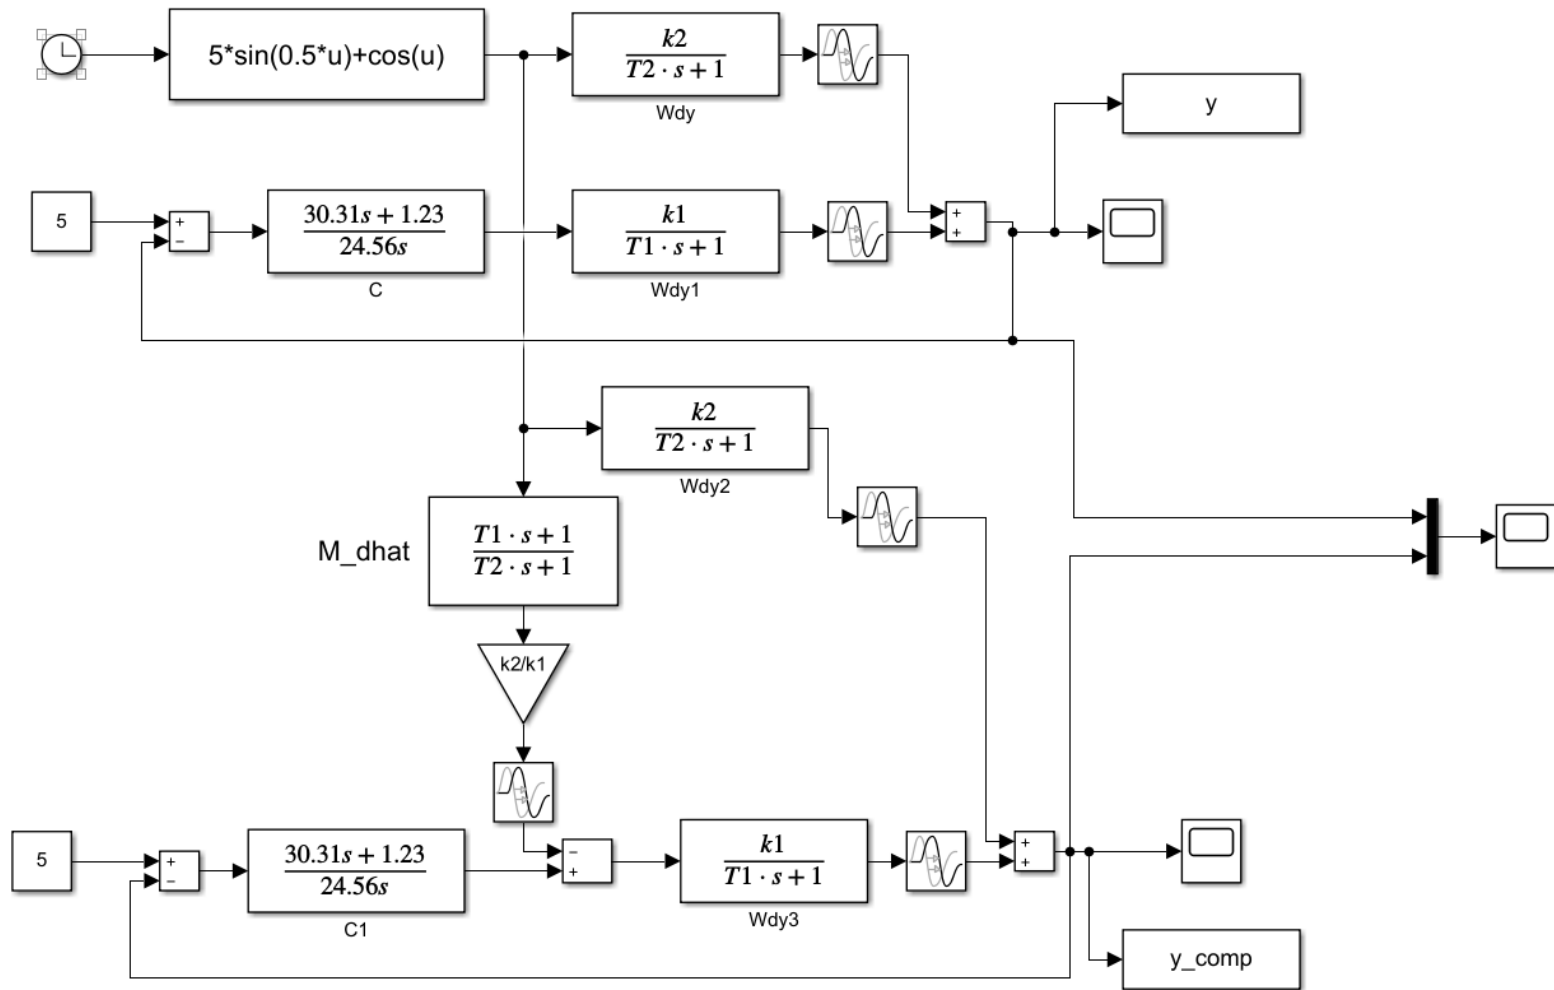 5*sin(0.5*u)+cos(u)
k2
T2 · s + 1
Wdy
y
5
+
−
30.31s + 1.23
24.56s
C
k1
T1 · s + 1
Wdy1
+
+
k2
T2 · s + 1
Wdy2
M_dhat
T1 · s + 1
T2 · s + 1
k2/k1
5
+
−
30.31s + 1.23
24.56s
C1
−
+
k1
T1 · s + 1
Wdy3
+
+
y_comp